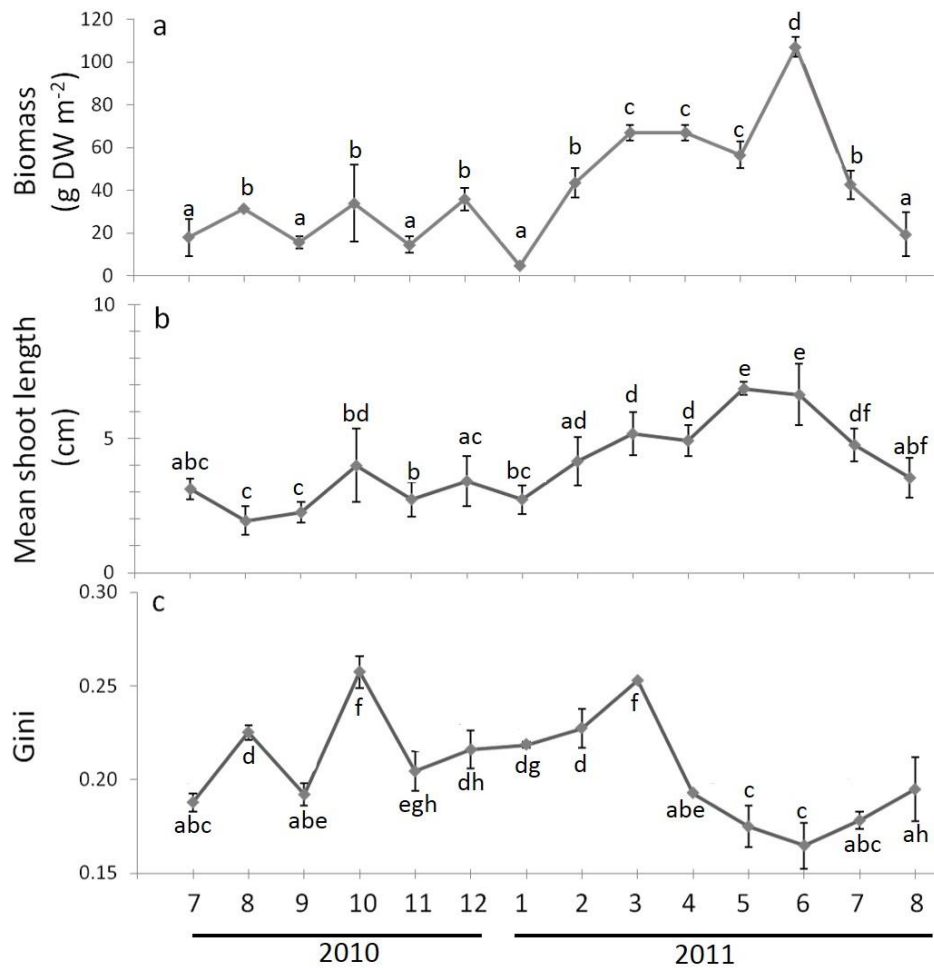 a
Biomass
(g DW m⁻²)
120
100
80
60
40
20
0
a b a b a b a b c c c d b a
b
Mean shoot length
(cm)
10
5
0
abc c c bd b ac bc ad d d e e df abf
c
Gini
0.30
0.25
0.20
0.15
abc d abe f egh dh dg d f abe c c abc ah
7 8 9 10 11 12 1 2 3 4 5 6 7 8
2010 2011